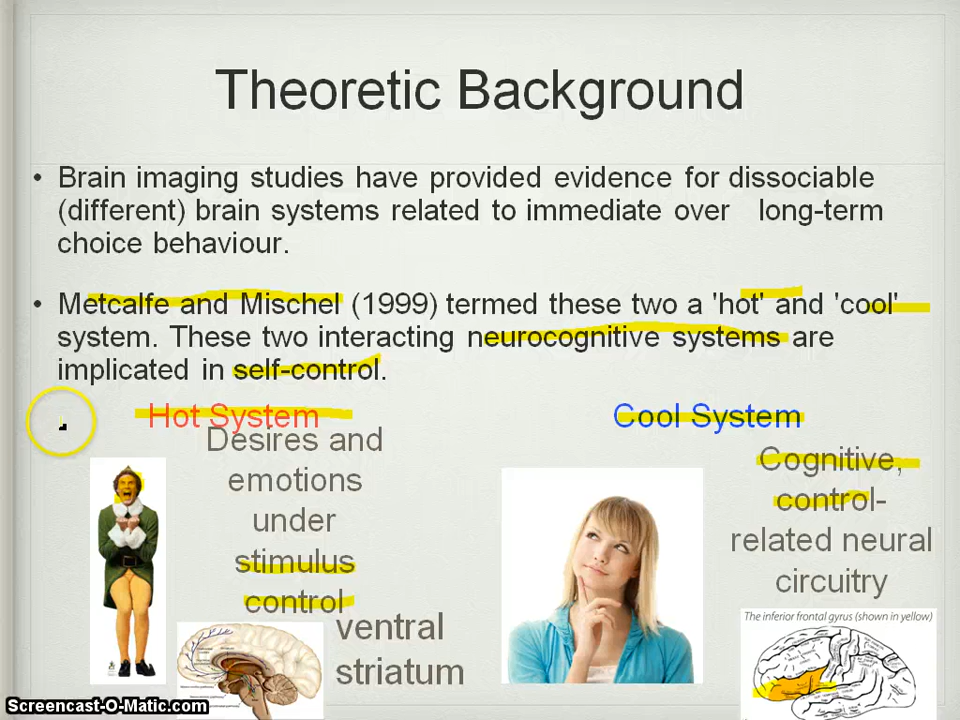 Theoretic Background
• Brain imaging studies have provided evidence for dissociable
(different) brain systems related to immediate over long-term
choice behaviour.
• Metcalfe and Mischel (1999) termed these two a 'hot' and 'cool'
system. These two interacting neurocognitive systems are
implicated in self-control.
Hot System
Desires and
emotions
under
stimulus
control
ventral
striatum
Cool System
Cognitive,
control-
related neural
circuitry
The inferior frontal gyrus (shown in yellow)
Screencast-O-Matic.com